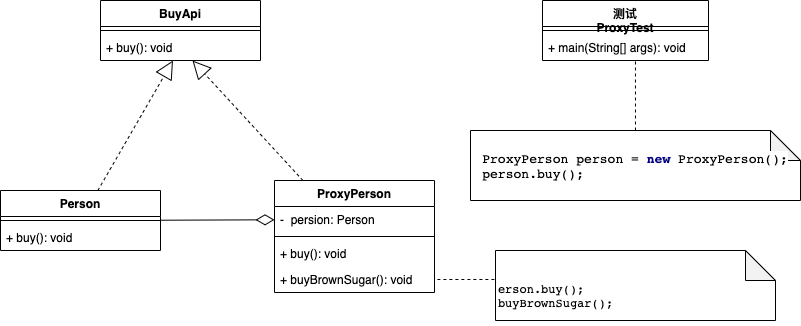 BuyApi
+ buy(): void
测试
ProxyTest
+ main(String[] args): void
ProxyPerson person = new ProxyPerson();
person.buy();
Person
+ buy(): void
ProxyPerson
- persion: Person
+ buy(): void
+ buyBrownSugar(): void
erson.buy();
buyBrownSugar();